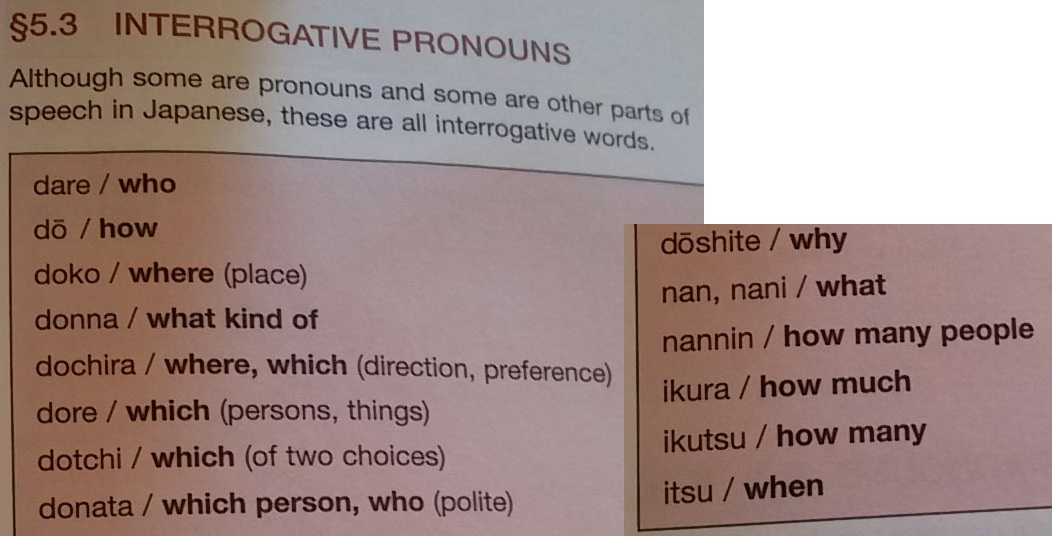 §5.3 INTERROGATIVE PRONOUNS
Although some are pronouns and some are other parts of
speech in Japanese, these are all interrogative words.
dare / who
dō / how
doko / where (place)
donna / what kind of
dochira / where, which (direction, preference)
dore / which (persons, things)
dotchi / which (of two choices)
donata / which person, who (polite)
dōshite / why
nan, nani / what
nannin / how many people
ikura / how much
ikutsu / how many
itsu / when